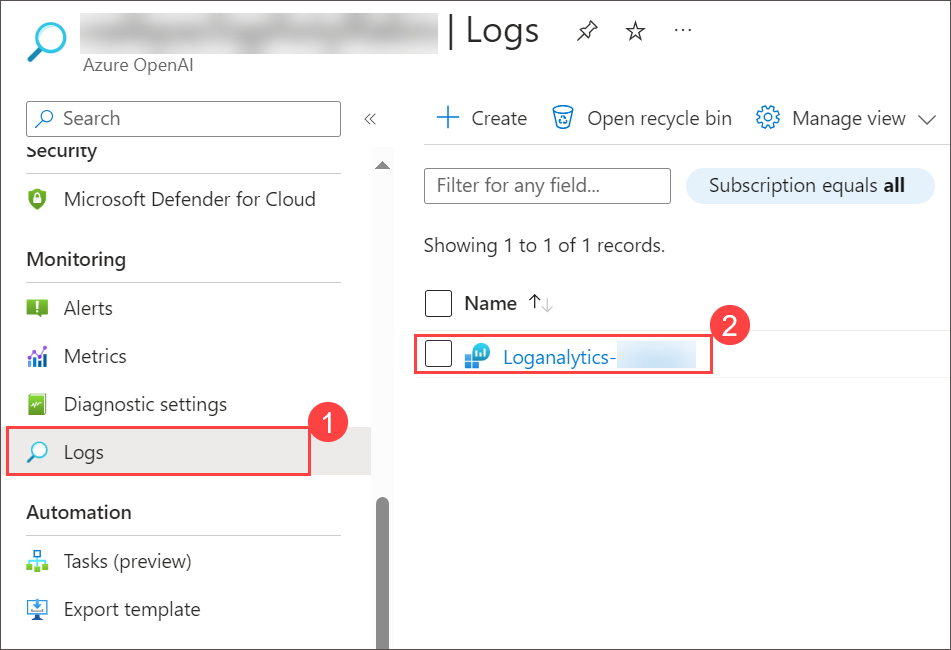 | Logs
Azure OpenAI
Search
«
Create
Open recycle bin
Manage view
Security
Filter for any field...
Subscription equals all
Microsoft Defender for Cloud
Showing 1 to 1 of 1 records.
Monitoring
Name
Alerts
2
Metrics
Loganalytics-
Diagnostic settings
1
Logs
Automation
Tasks (preview)
Export template